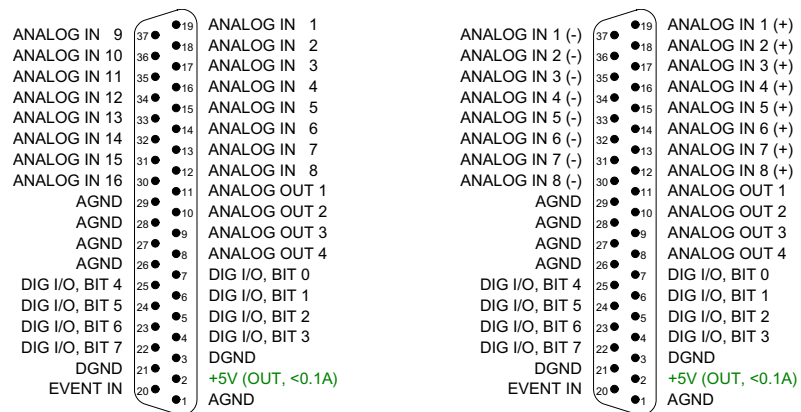 19 ANALOG IN 1
ANALOG IN 9 37
18 ANALOG IN 2
ANALOG IN 10 36
17 ANALOG IN 3
ANALOG IN 11 35
16 ANALOG IN 4
ANALOG IN 12 34
15 ANALOG IN 5
ANALOG IN 13 33
14 ANALOG IN 6
ANALOG IN 14 32
13 ANALOG IN 7
ANALOG IN 15 31
12 ANALOG IN 8
ANALOG IN 16 30
11 ANALOG OUT 1
AGND 29
10 ANALOG OUT 2
AGND 28
9 ANALOG OUT 3
AGND 27
8 ANALOG OUT 4
AGND 26
7 DIG I/O, BIT 0
DIG I/O, BIT 4 25
6 DIG I/O, BIT 1
DIG I/O, BIT 5 24
5 DIG I/O, BIT 2
DIG I/O, BIT 6 23
4 DIG I/O, BIT 3
DIG I/O, BIT 7 22
3 DGND
DGND 21
2 +5V (OUT, <0.1A)
EVENT IN 20
1 AGND
19 ANALOG IN 1 (+)
ANALOG IN 1 (-) 37
18 ANALOG IN 2 (+)
ANALOG IN 2 (-) 36
17 ANALOG IN 3 (+)
ANALOG IN 3 (-) 35
16 ANALOG IN 4 (+)
ANALOG IN 4 (-) 34
15 ANALOG IN 5 (+)
ANALOG IN 5 (-) 33
14 ANALOG IN 6 (+)
ANALOG IN 6 (-) 32
13 ANALOG IN 7 (+)
ANALOG IN 7 (-) 31
12 ANALOG IN 8 (+)
ANALOG IN 8 (-) 30
11 ANALOG OUT 1
AGND 29
10 ANALOG OUT 2
AGND 28
9 ANALOG OUT 3
AGND 27
8 ANALOG OUT 4
AGND 26
7 DIG I/O, BIT 0
DIG I/O, BIT 4 25
6 DIG I/O, BIT 1
DIG I/O, BIT 5 24
5 DIG I/O, BIT 2
DIG I/O, BIT 6 23
4 DIG I/O, BIT 3
DIG I/O, BIT 7 22
3 DGND
DGND 21
2 +5V (OUT, <0.1A)
EVENT IN 20
1 AGND